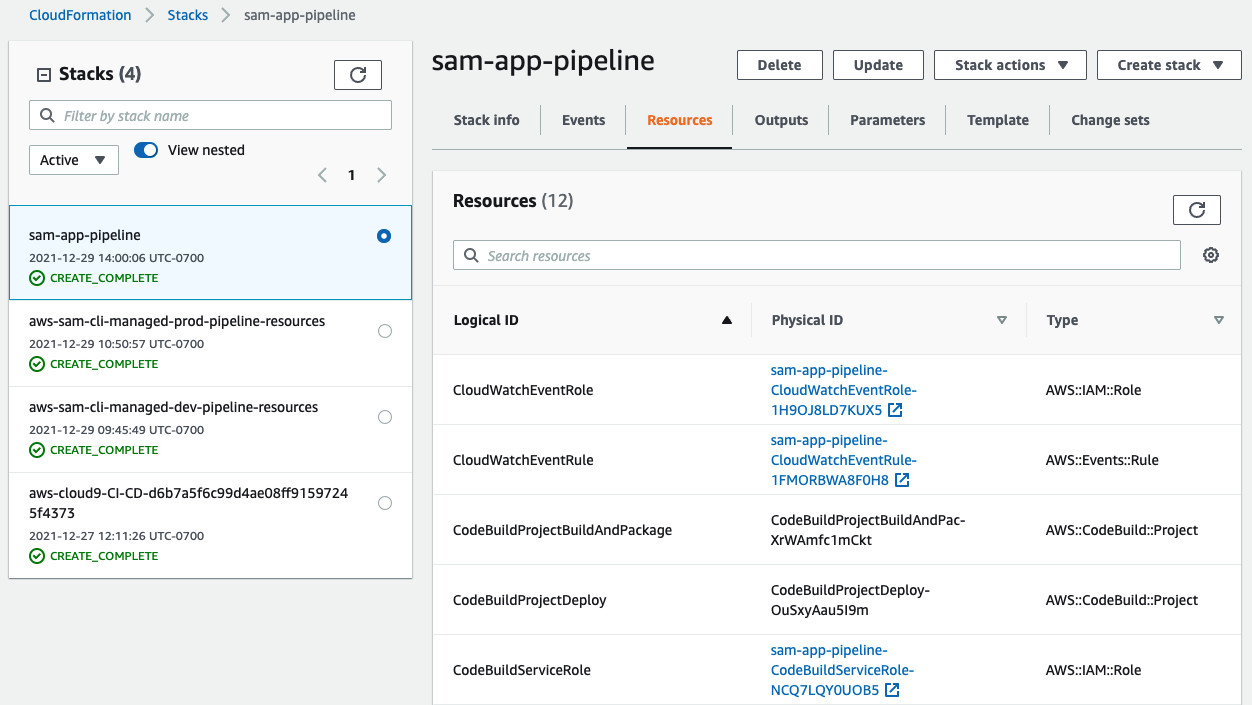 CloudFormation > Stacks > sam-app-pipeline
Stacks (4)
Filter by stack name
Active
View nested
1
sam-app-pipeline
2021-12-29 14:00:06 UTC-0700
CREATE_COMPLETE
aws-sam-cli-managed-prod-pipeline-resources
2021-12-29 10:50:57 UTC-0700
CREATE_COMPLETE
aws-sam-cli-managed-dev-pipeline-resources
2021-12-29 09:45:49 UTC-0700
CREATE_COMPLETE
aws-cloud9-CI-CD-d6b7a5f6c99d4ae08ff9159724
5f4373
2021-12-27 12:11:26 UTC-0700
CREATE_COMPLETE
sam-app-pipeline
Delete Update Stack actions Create stack
Stack info Events Resources Outputs Parameters Template Change sets
Resources (12)
Search resources
Logical ID Physical ID Type
CloudWatchEventRole
sam-app-pipeline-
CloudWatchEventRole-
1H9OJ8LD7KUX5
AWS::IAM::Role
CloudWatchEventRule
sam-app-pipeline-
CloudWatchEventRule-
1FMORBWA8F0H8
AWS::Events::Rule
CodeBuildProjectBuildAndPackage
CodeBuildProjectBuildAndPac-
XrWAmfc1mCkt
AWS::CodeBuild::Project
CodeBuildProjectDeploy
CodeBuildProjectDeploy-
OuSxyAau5I9m
AWS::CodeBuild::Project
CodeBuildServiceRole
sam-app-pipeline-
CodeBuildServiceRole-
NCQ7LQY0UOB5
AWS::IAM::Role